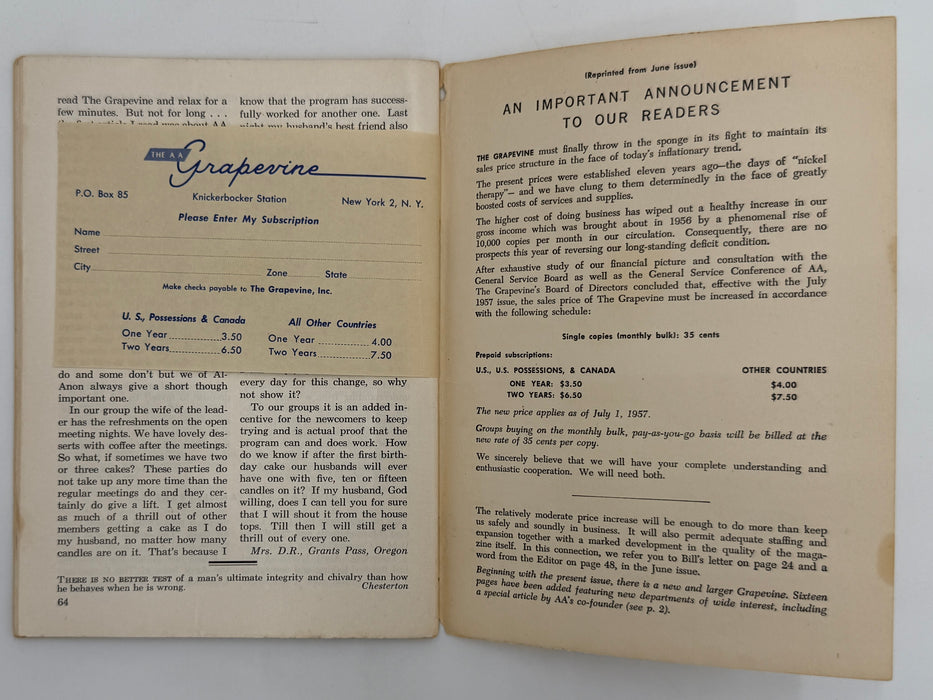 read The Grapevine and relax for a
few minutes. But not for long . . .
know that the program has success-
fully worked for another one. Last
night my husband's best friend also
THE A A Grapevine
P.O. Box 85 Knickerbocker Station New York 2, N. Y.
Please Enter My Subscription
Name
Street
City Zone State
Make checks payable to The Grapevine, Inc.
U. S., Possessions & Canada
One Year 3.50
Two Years 6.50
All Other Countries
One Year 4.00
Two Years 7.50
do and some don't but we of Al-
Anon always give a short though
important one.
In our group the wife of the lead-
er has the refreshments on the open
meeting nights. We have lovely des-
serts with coffee after the meetings.
So what, if sometimes we have two
or three cakes? These parties do
not take up any more time than the
regular meetings do and they cer-
tainly do give a lift. I get almost
as much of a thrill out of other
members getting a cake as I do
my husband, no matter how many
candles are on it. That's because I
every day for this change, so why
not show it?
To our groups it is an added in-
centive for the newcomers to keep
trying and is actual proof that the
program can and does work. How
do we know if after the first birth-
day cake our husbands will ever
have one with five, ten or fifteen
candles on it? If my husband, God
willing, does I can tell you for sure
that I will shout it from the house
tops. Till then I will still get a
thrill out of every one.
Mrs. D.R., Grants Pass, Oregon
THERE IS NO BETTER TEST of a man's ultimate integrity and chivalry than how
he behaves when he is wrong. Chesterton
64
(Reprinted from June issue)
AN IMPORTANT ANNOUNCEMENT
TO OUR READERS
THE GRAPEVINE must finally throw in the sponge in its fight to maintain its
sales price structure in the face of today's inflationary trend.
The present prices were established eleven years ago—the days of "nickel
therapy"— and we have clung to them determinedly in the face of greatly
boosted costs of services and supplies.
The higher cost of doing business has wiped out a healthy increase in our
gross income which was brought about in 1956 by a phenomenal rise of
10,000 copies per month in our circulation. Consequently, there are no
prospects this year of reversing our long-standing deficit condition.
After exhaustive study of our financial picture and consultation with the
General Service Board as well as the General Service Conference of AA,
The Grapevine's Board of Directors concluded that, effective with the July
1957 issue, the sales price of The Grapevine must be increased in accordance
with the following schedule:
Single copies (monthly bulk): 35 cents
Prepaid subscriptions:
U.S., U.S. POSSESSIONS, & CANADA OTHER COUNTRIES
ONE YEAR: $3.50 $4.00
TWO YEARS: $6.50 $7.50
The new price applies as of July 1, 1957.
Groups buying on the monthly bulk, pay-as-you-go basis will be billed at the
new rate of 35 cents per copy.
We sincerely believe that we will have your complete understanding and
enthusiastic cooperation. We will need both.
The relatively moderate price increase will be enough to do more than keep
us safely and soundly in business. It will also permit adequate staffing and
expansion together with a marked development in the quality of the maga-
zine itself. In this connection, we refer you to Bill's letter on page 24 and a
word from the Editor on page 48, in the June issue.
Beginning with the present issue, there is a new and larger Grapevine. Sixteen
pages have been added featuring new departments of wide interest, including
a special article by AA's co-founder (see p. 2).